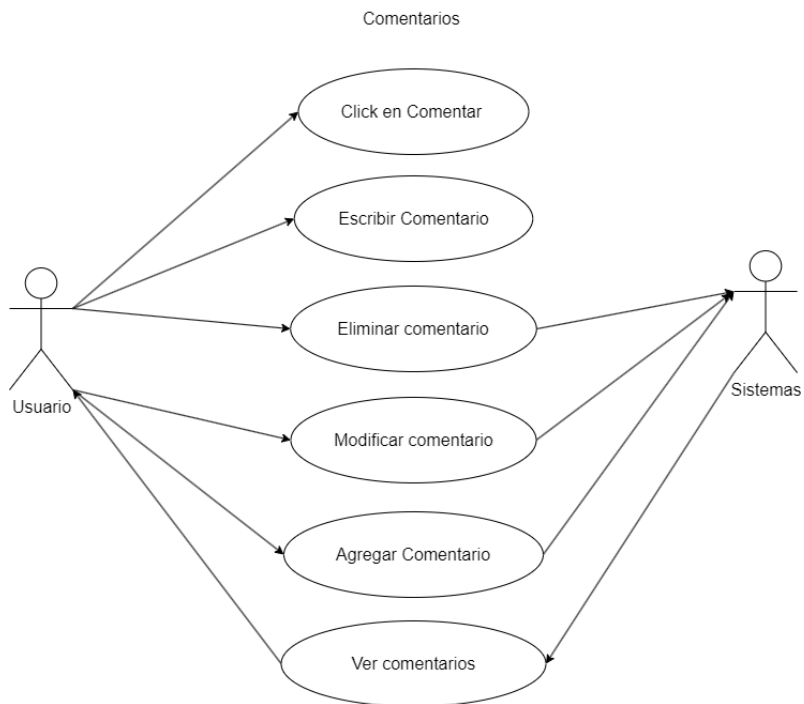 Comentarios
Click en Comentar
Escribir Comentario
Eliminar comentario
Usuario
Sistemas
Modificar comentario
Agregar Comentario
Ver comentarios